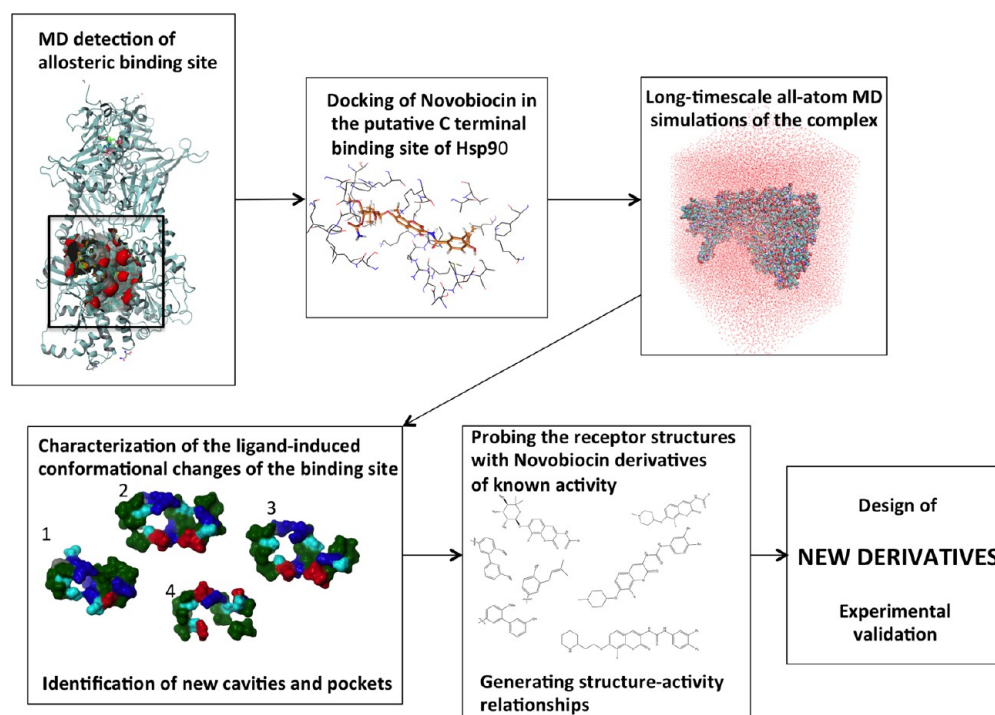 MD detection of
allosteric binding site
Docking of Novobiocin in
the putative C terminal
binding site of Hsp90
Long-timescale all-atom MD
simulations of the complex
Characterization of the ligand-induced
conformational changes of the binding site
1
2
3
4
Identification of new cavities and pockets
Probing the receptor structures
with Novobiocin derivatives
of known activity
Generating structure-activity
relationships
Design of
NEW DERIVATIVES
Experimental
validation